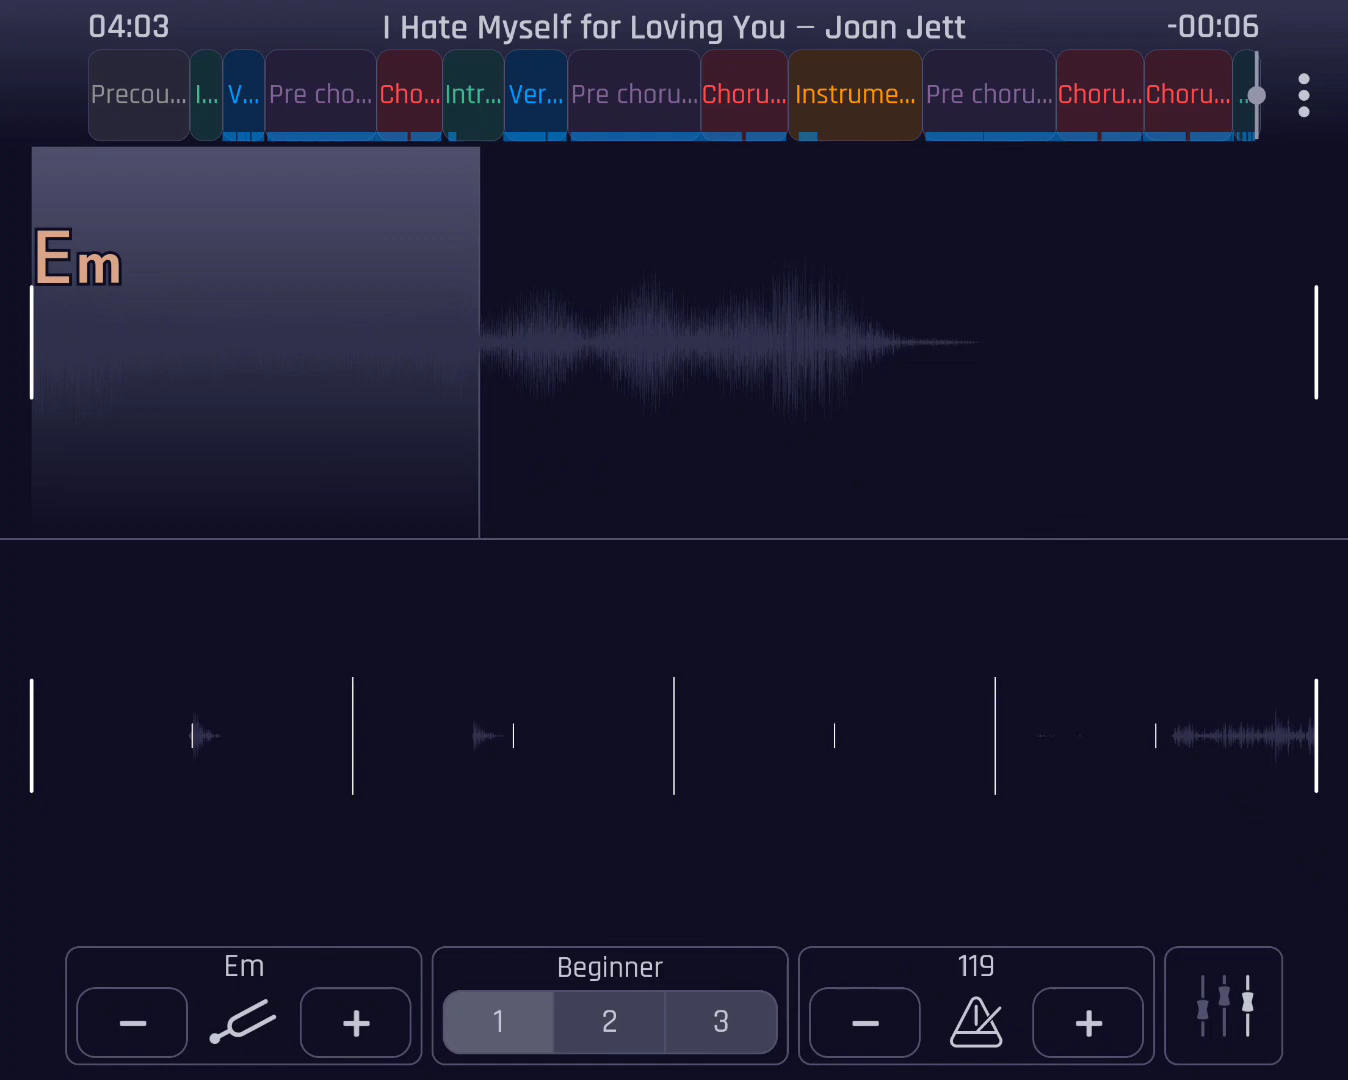 04:03
I Hate Myself for Loving You – Joan Jett
-00:06
Precou... I... V... Pre cho... Cho... Intr... Ver... Pre choru... Choru... Instrume... Pre choru... Choru... Choru... ..
Em
Em
Beginner
119
1 2 3